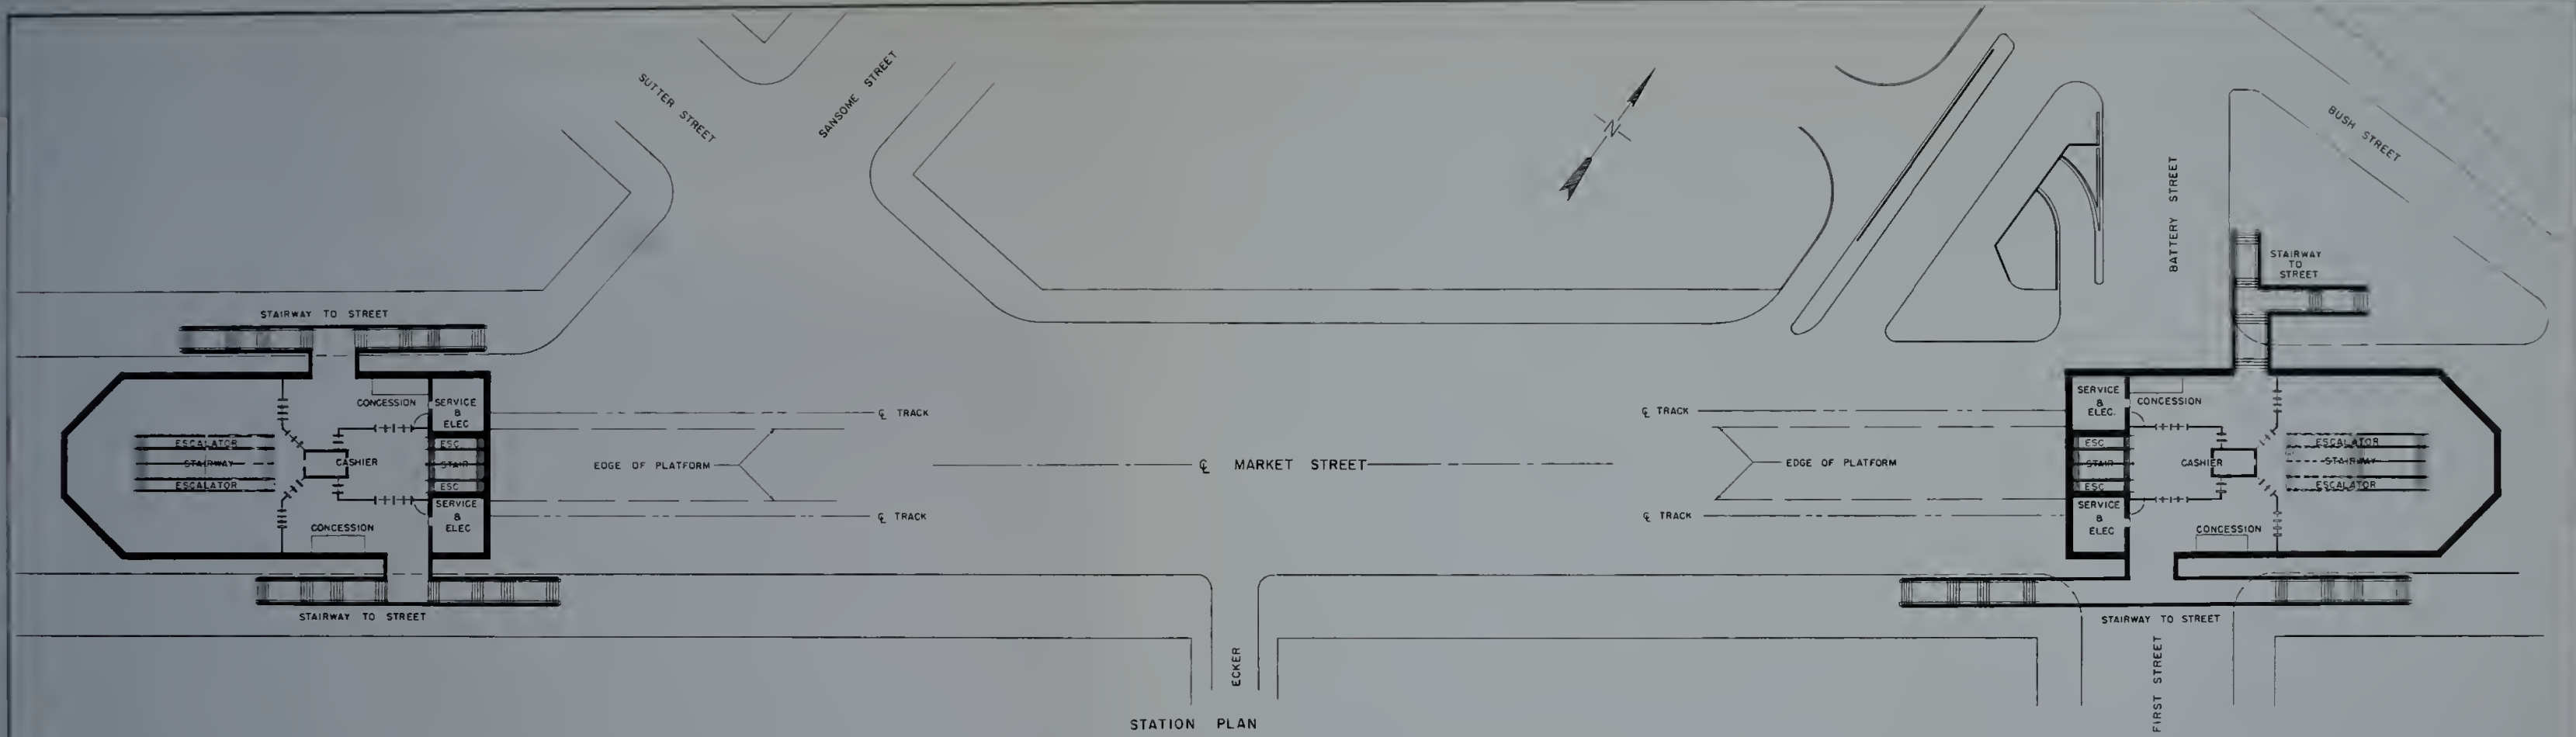 SUTTER STREET
SANSOME STREET
N
BATTERY STREET
BUSH STREET
STAIRWAY
TO
STREET
STAIRWAY TO STREET
CONCESSION
SERVICE
&
ELEC
ESCALATOR
STAIRWAY
ESCALATOR
CASHIER
ESC.
STAIR
ESC
SERVICE
&
ELEC
CONCESSION
STAIRWAY TO STREET
℄ TRACK
EDGE OF PLATFORM
℄ TRACK
℄ MARKET STREET
℄ TRACK
EDGE OF PLATFORM
℄ TRACK
SERVICE
&
ELEC.
CONCESSION
ESC
STAIR
ESC
CASHIER
ESCALATOR
STAIRWAY
ESCALATOR
SERVICE
&
ELEC
CONCESSION
STAIRWAY TO STREET
ECKER
FIRST STREET
STATION PLAN